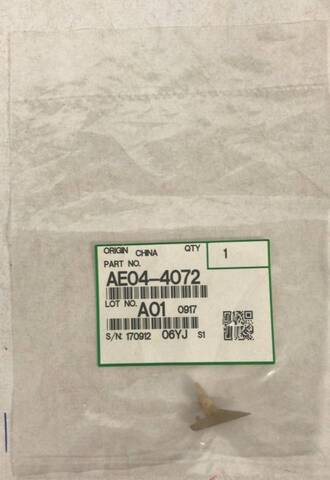 ORIGIN CHINA QTY 1
PART NO.
AE04-4072
LOT NO.
A01 0917
S/N: 170912 06YJ S1